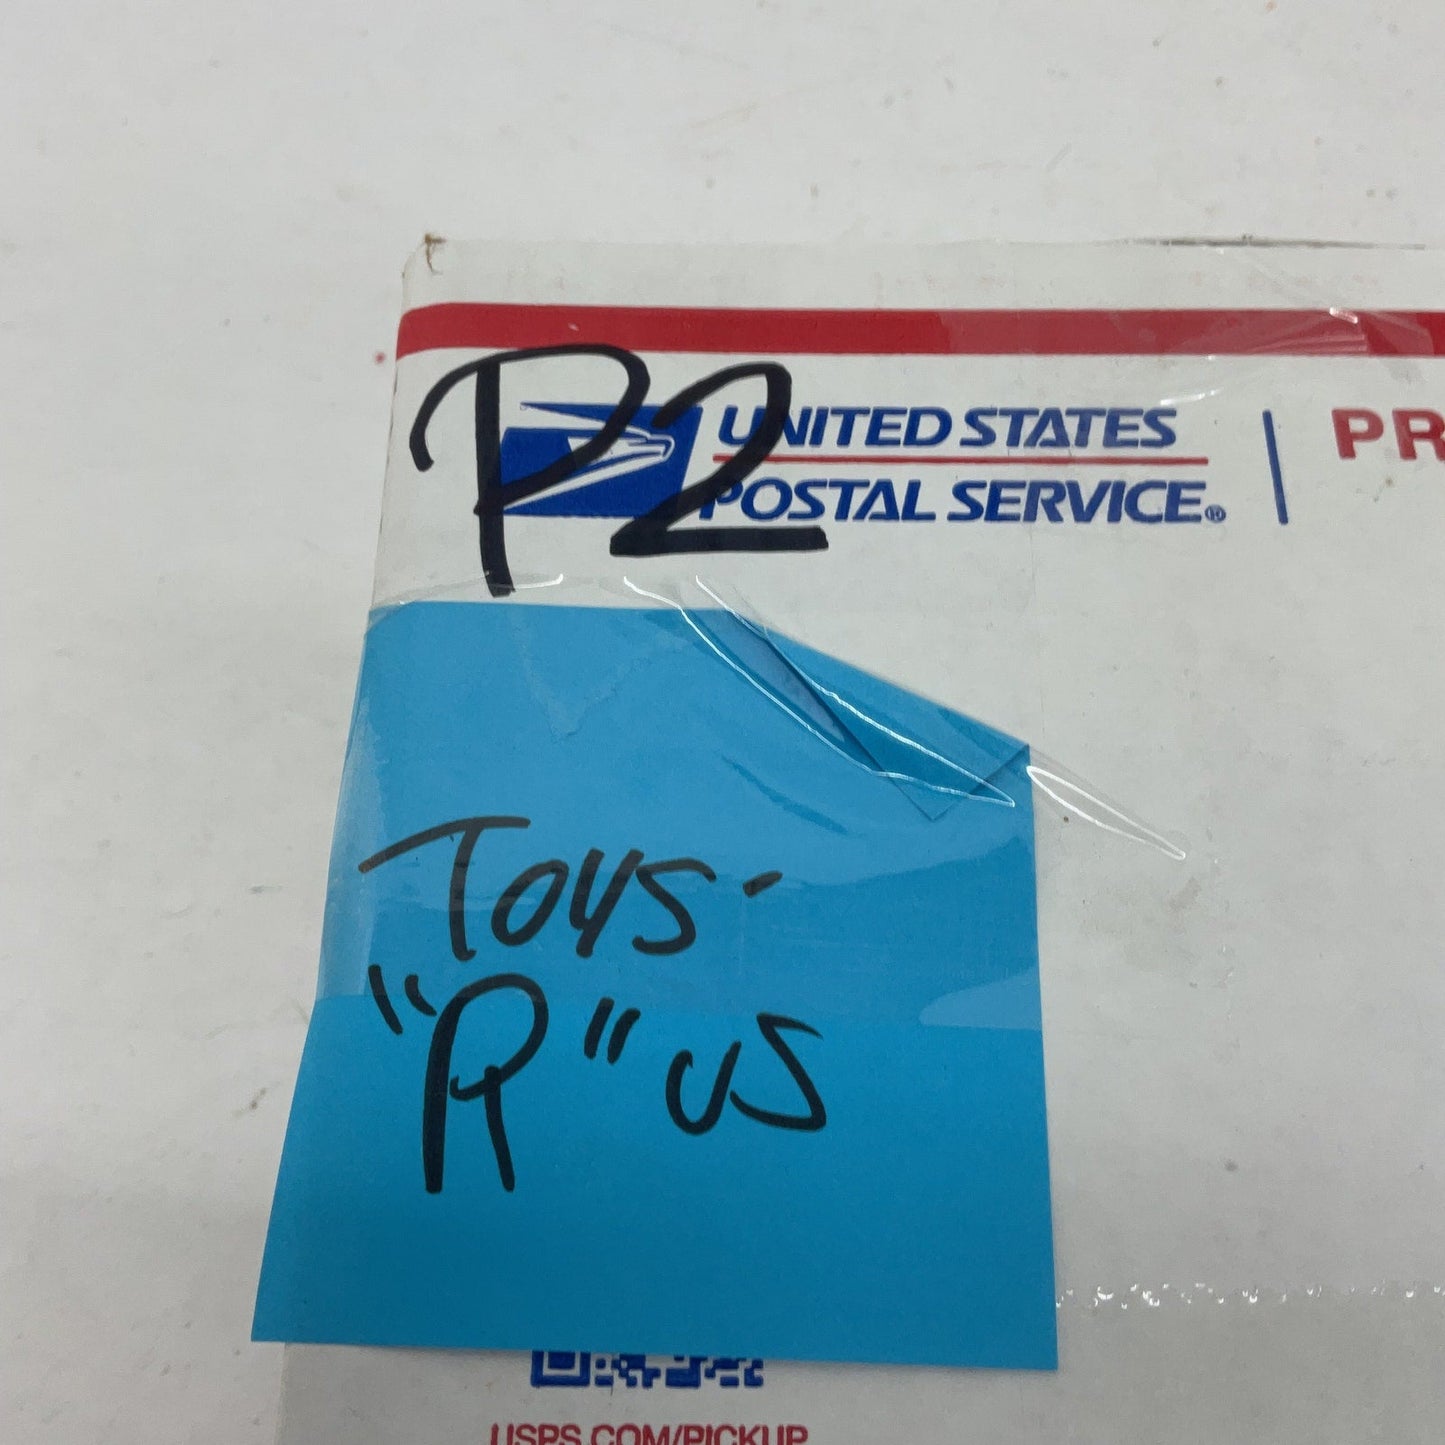 P2
UNITED STATES
POSTAL SERVICE®
PR
Toys-
"R" us
USPS.COM/PICKUP